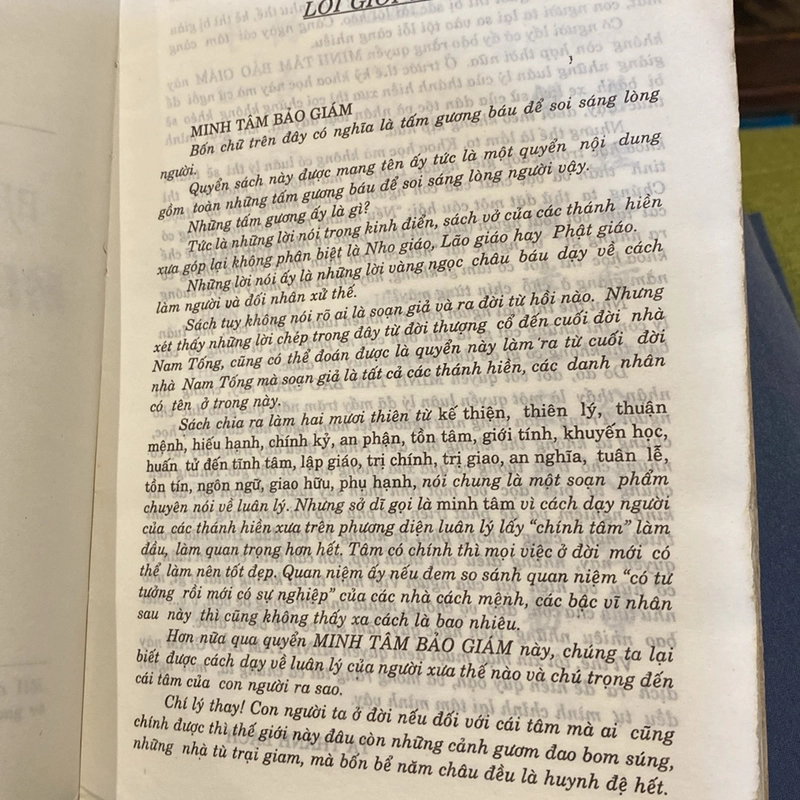 LỜI GIỚI
MINH TÂM BẢO GIÁM
Bốn chữ trên đây có nghĩa là tấm gương báu để soi sáng lòng
người.
Quyển sách này được mang tên ấy tức là một quyển nội dung
gồm toàn những tấm gương báu để soi sáng lòng người vậy.
Những tấm gương ấy là gì?
Tức là những lời nói trong kinh điển, sách vở của các thánh hiền
xưa góp lại không phân biệt là Nho giáo, Lão giáo hay Phật giáo.
Những lời nói ấy là những lời vàng ngọc châu báu dạy về cách
làm người và đối nhân xử thế.
Sách tuy không nói rõ ai là soạn giả và ra đời từ hồi nào. Nhưng
xét thấy những lời chép trong đây từ đời thượng cổ đến cuối đời nhà
Nam Tống, cũng có thể đoán được là quyển này làm ra từ cuối đời
nhà Nam Tống mà soạn giả là tất cả các thánh hiền, các danh nhân
có tên ở trong này.
Sách chia ra làm hai mươi thiên từ kế thiện, thiên lý, thuận
mệnh, hiếu hạnh, chính kỷ, an phận, tồn tâm, giới tính, khuyến học,
huấn tử đến tĩnh tâm, lập giáo, trị chính, trị giao, an nghĩa, tuân lễ,
tồn tín, ngôn ngữ, giao hữu, phụ hạnh, nói chung là một soạn phẩm
chuyên nói về luân lý. Nhưng sở dĩ gọi là minh tâm vì cách dạy người
của các thánh hiền xưa trên phương diện luân lý lấy “chính tâm” làm
đầu, làm quan trọng hơn hết. Tâm có chính thì mọi việc ở đời mới có
thể làm nên tốt đẹp. Quan niệm ấy nếu đem so sánh quan niệm “có tư
tưởng rồi mới có sự nghiệp” của các nhà cách mệnh, các bậc vĩ nhân
sau này thì cũng không thấy xa cách là bao nhiêu.
Hơn nữa qua quyển MINH TÂM BẢO GIÁM này, chúng ta lại
biết được cách dạy về luân lý của người xưa thế nào và chú trọng đến
cái tâm của con người ra sao.
Chí lý thay! Con người ta ở đời nếu đối với cái tâm mà ai cũng
chính được thì thế giới này đâu còn những cảnh gươm đao bom súng,
những nhà tù trại giam, mà bốn bể năm châu đều là huynh đệ hết.